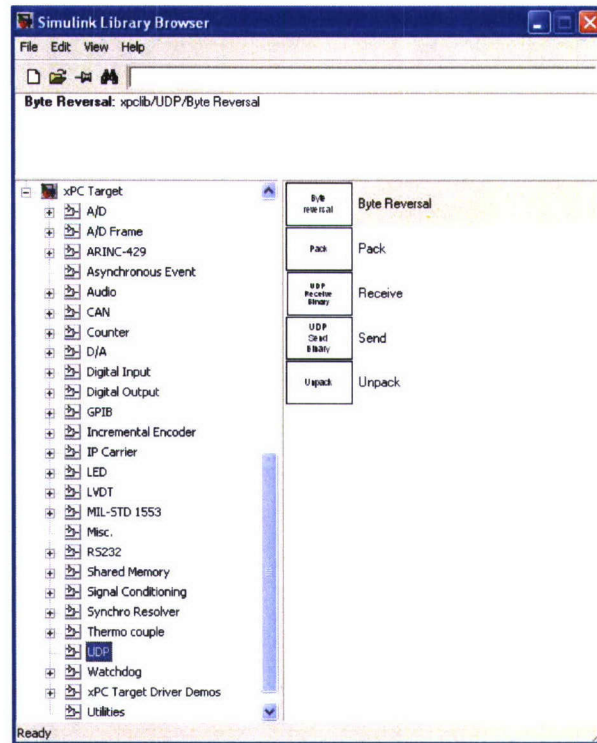 Simulink Library Browser
File Edit View Help
Byte Reversal: xpclib/UDP/Byte Reversal
xPC Target
A/D
A/D Frame
ARINC-429
Asynchronous Event
Audio
CAN
Counter
D/A
Digital Input
Digital Output
GPIB
Incremental Encoder
IP Carrier
LED
LVDT
MIL-STD 1553
Misc.
RS232
Shared Memory
Signal Conditioning
Synchro Resolver
Thermo couple
UDP
Watchdog
xPC Target Driver Demos
Utilities
Byte
reversal
Byte Reversal
Pack
Pack
UDP
Receive
Binary
Receive
UDP
Send
Binary
Send
Unpack
Unpack
Ready